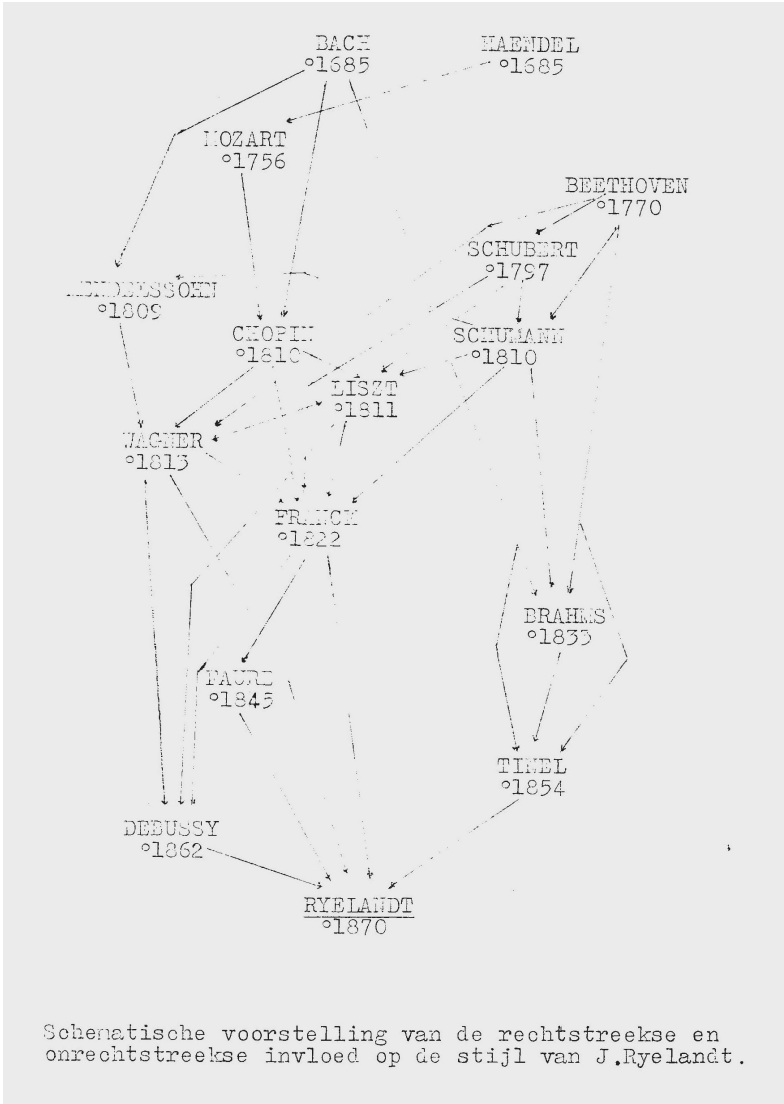 BACH
°1685
HAENDEL
°1685
MOZART
°1756
BEETHOVEN
°1770
SCHUBERT
°1797
MENDELSSOHN
°1809
CHOPIN
°1810
SCHUMANN
°1810
LISZT
°1811
WAGNER
°1813
FRANCK
°1822
BRAHMS
°1833
FAURE
°1845
TINEL
°1854
DEBUSSY
°1862
RYELANDT
°1870
Schematische voorstelling van de rechtstreekse en
onrechtstreekse invloed op de stijl van J.Ryelandt.